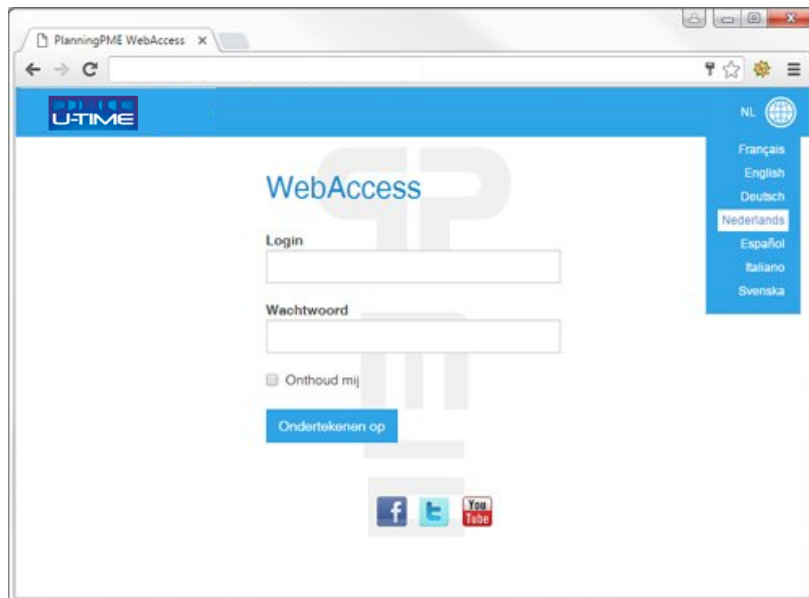 PlanningPME WebAccess
U-TIME
NL
Français
English
Deutsch
Nederlands
Español
Italiano
Svenska
WebAccess
Login
Wachtwoord
Onthoud mij
Ondertekenen op
f
t
You
Tube